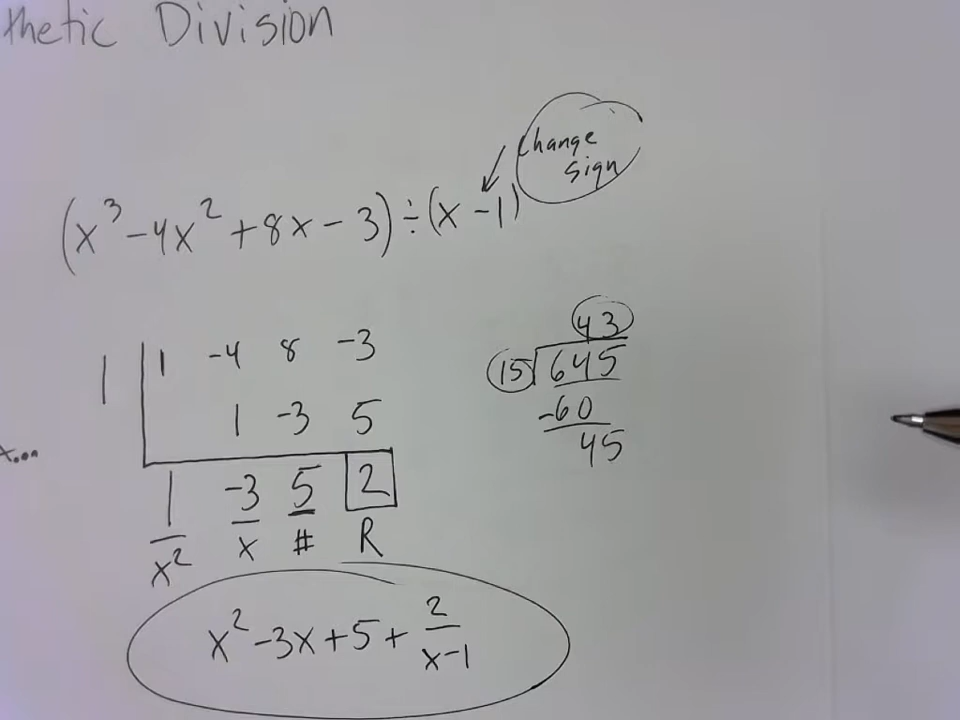 thetic Division
change
sign
(x³ - 4x² + 8x - 3) ÷ (x - 1)
1 | 1 -4 8 -3
1 -3 5
1 -3 5 2
x² x # R
x² - 3x + 5 + 2/(x-1)
43
15 645
-60
45